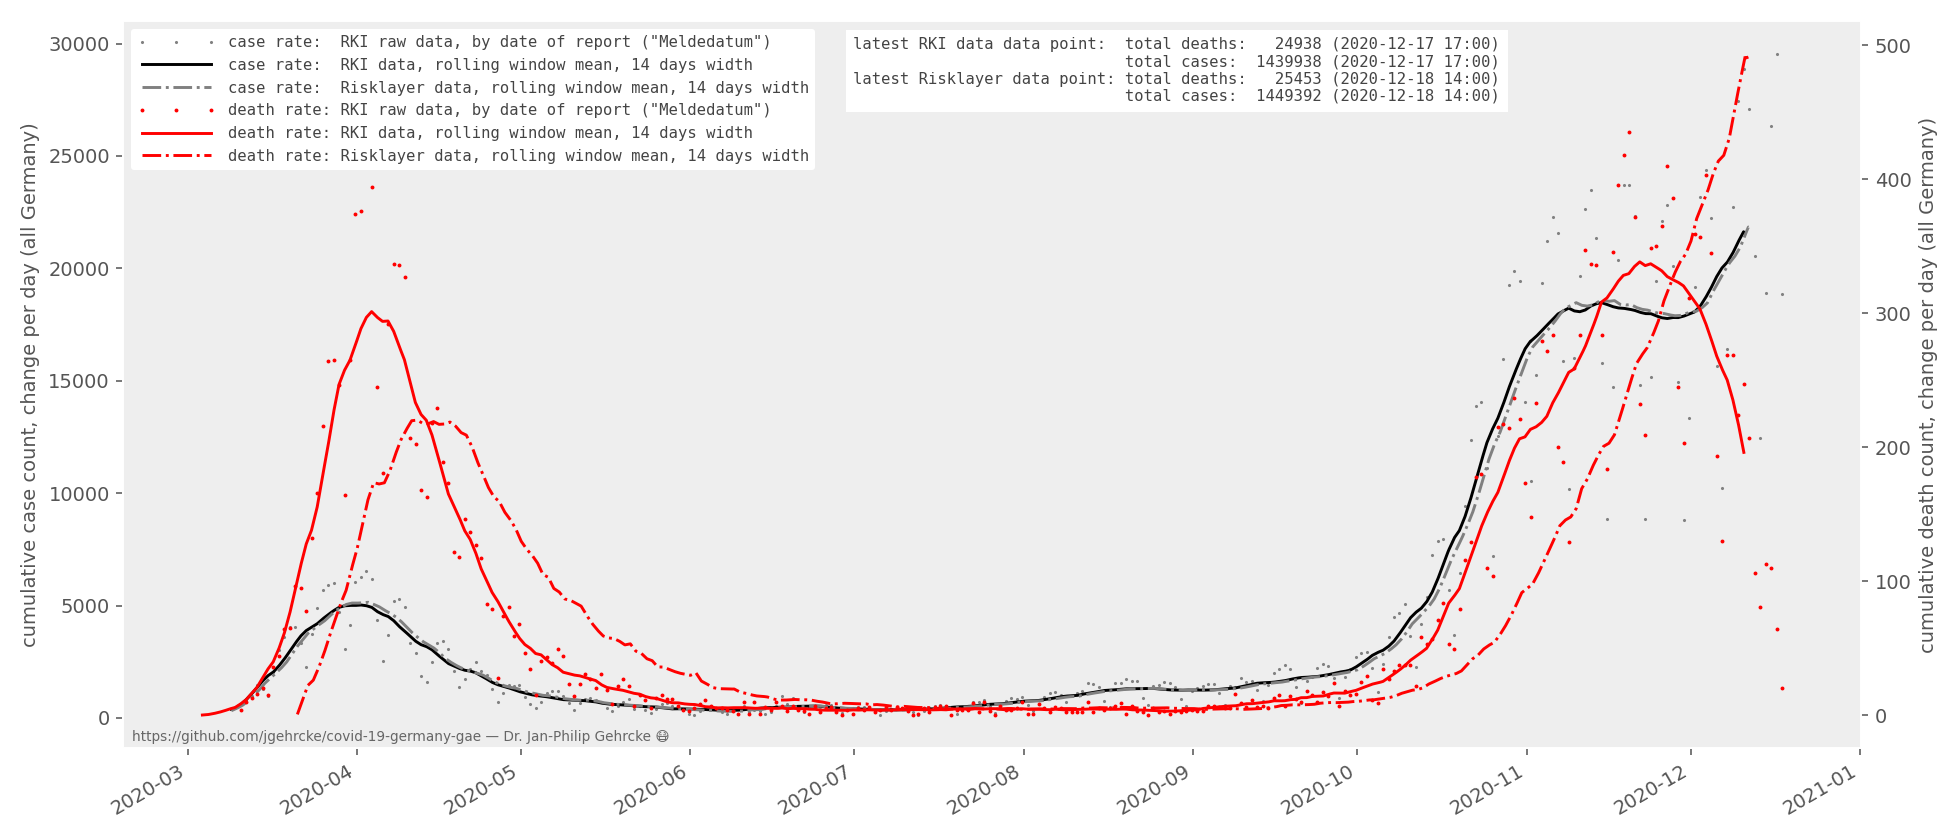 case rate:  RKI raw data, by date of report ("Meldedatum")
case rate:  RKI data, rolling window mean, 14 days width
case rate:  Risklayer data, rolling window mean, 14 days width
death rate: RKI raw data, by date of report ("Meldedatum")
death rate: RKI data, rolling window mean, 14 days width
death rate: Risklayer data, rolling window mean, 14 days width
latest RKI data data point:  total deaths:   24938 (2020-12-17 17:00)
total cases:  1439938 (2020-12-17 17:00)
latest Risklayer data point: total deaths:   25453 (2020-12-18 14:00)
total cases:  1449392 (2020-12-18 14:00)
cumulative case count, change per day (all Germany)
30000
25000
20000
15000
10000
5000
0
500
400
300
200
100
0
cumulative death count, change per day (all Germany)
https://github.com/jgehrcke/covid-19-germany-gae — Dr. Jan-Philip Gehrcke 😷
2020-03
2020-04
2020-05
2020-06
2020-07
2020-08
2020-09
2020-10
2020-11
2020-12
2021-01